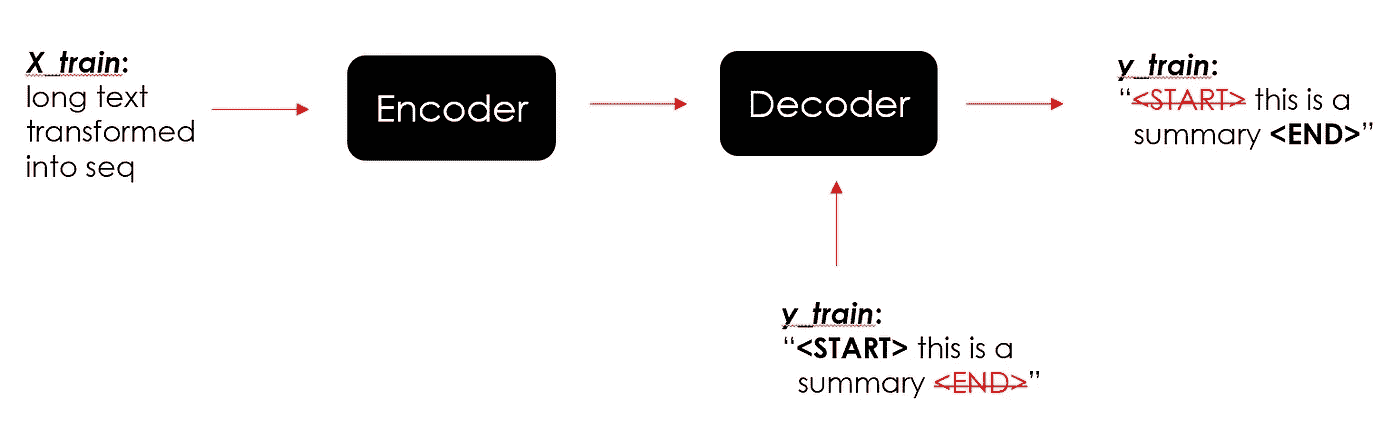 X_train:
long text
transformed
into seq
Encoder
Decoder
y_train:
“<START> this is a
summary <END>”
y_train:
“<START> this is a
summary <END>”